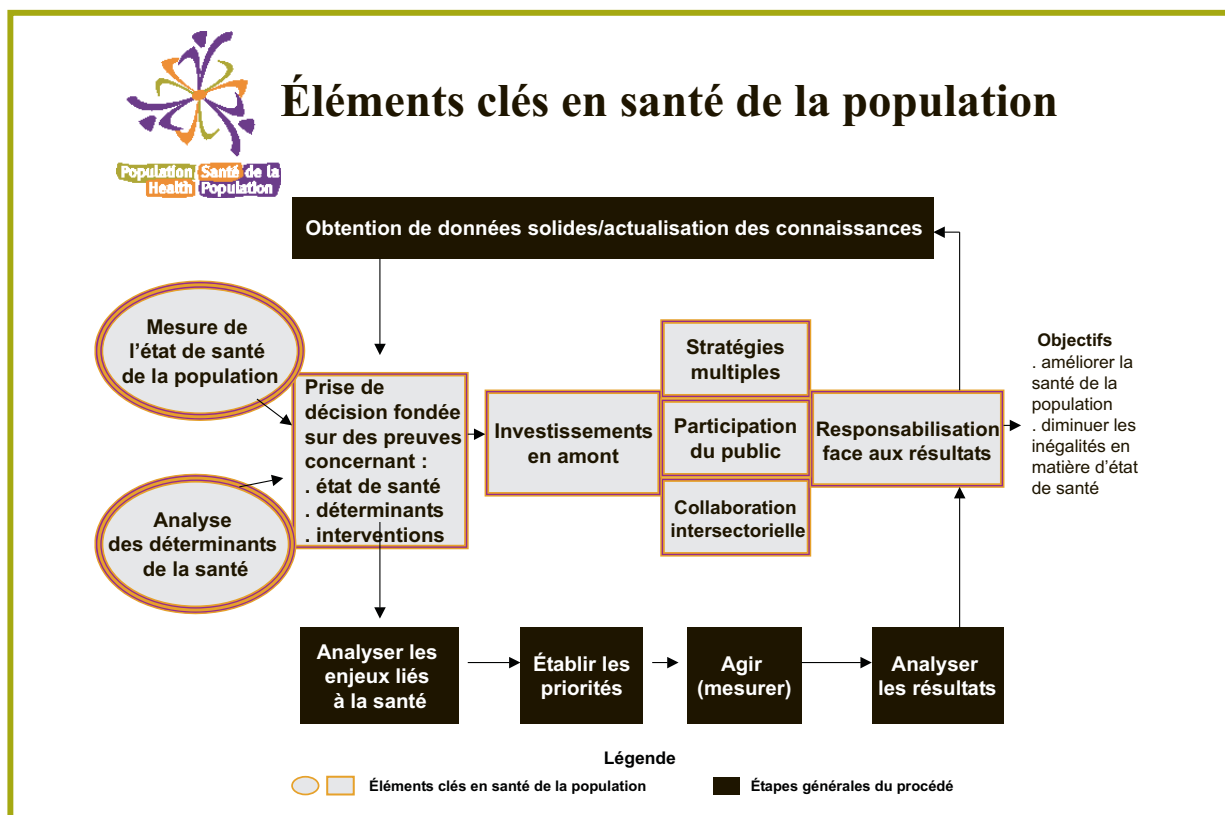 Éléments clés en santé de la population
Population Santé de la
Health Population
Obtention de données solides/actualisation des connaissances
Mesure de
l'état de santé
de la population
Analyse
des déterminants
de la santé
Prise de
décision fondée
sur des preuves
concernant :
. état de santé
. déterminants
. interventions
Investissements
en amont
Stratégies
multiples
Participation
du public
Collaboration
intersectorielle
Responsabilisation
face aux résultats
Objectifs
. améliorer la
santé de la
population
. diminuer les
inégalités en
matière d'état
de santé
Analyser les
enjeux liés
à la santé
Établir les
priorités
Agir
(mesurer)
Analyser
les résultats
Légende
Éléments clés en santé de la population
Étapes générales du procédé